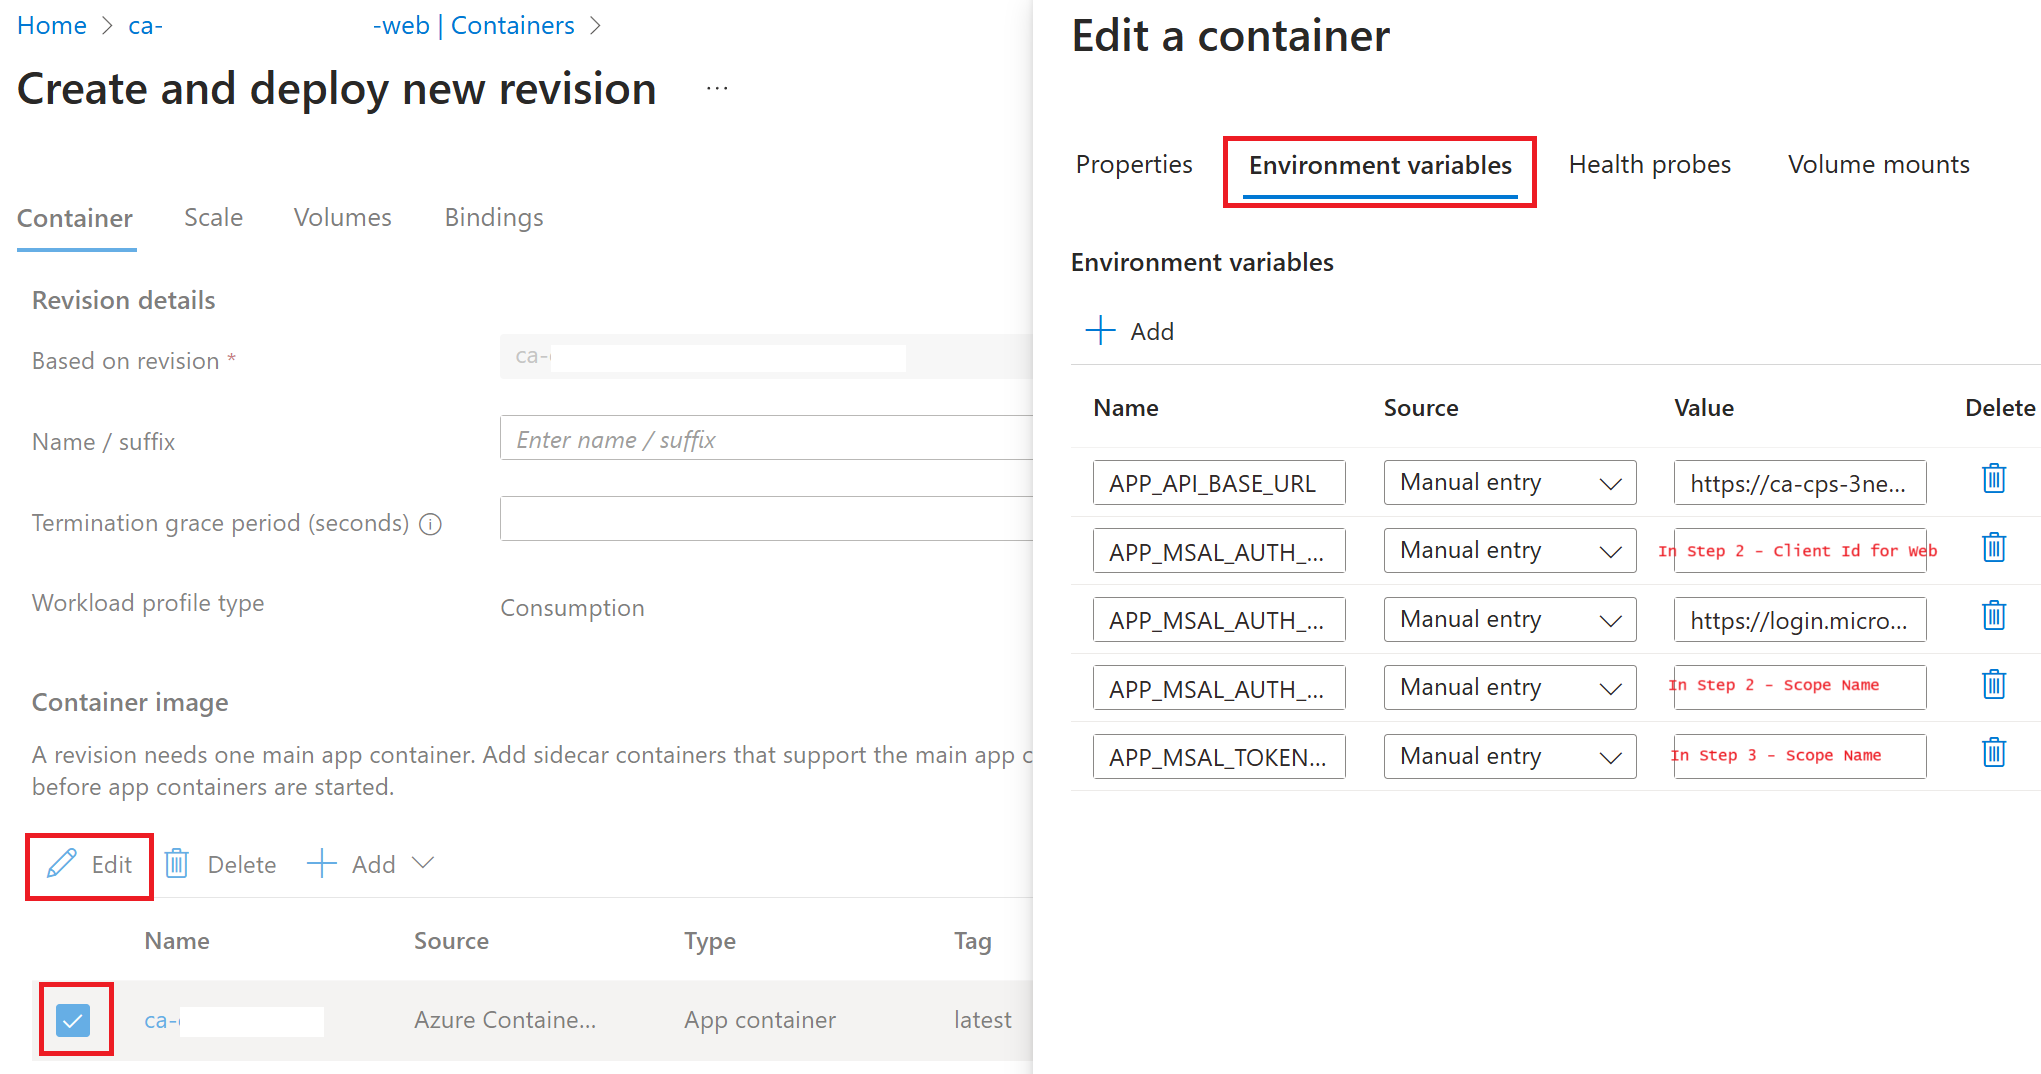 Home > ca- -web | Containers >
Create and deploy new revision ...
Container Scale Volumes Bindings
Revision details
Based on revision * ca-
Name / suffix Enter name / suffix
Termination grace period (seconds)
Workload profile type Consumption
Container image
A revision needs one main app container. Add sidecar containers that support the main app c
before app containers are started.
Edit Delete Add
Name Source Type Tag
ca- Azure Containe... App container latest
Edit a container
Properties Environment variables Health probes Volume mounts
Environment variables
Add
Name Source Value Delete
APP_API_BASE_URL Manual entry https://ca-cps-3ne...
APP_MSAL_AUTH_... Manual entry In Step 2 - Client Id for Web
APP_MSAL_AUTH_... Manual entry https://login.micro...
APP_MSAL_AUTH_... Manual entry In Step 2 - Scope Name
APP_MSAL_TOKEN... Manual entry In Step 3 - Scope Name